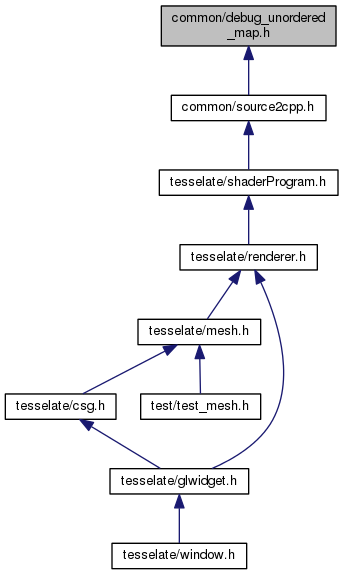 common/debug_unordered
_map.h
common/source2cpp.h
tesselate/shaderProgram.h
tesselate/renderer.h
tesselate/mesh.h
tesselate/csg.h
test/test_mesh.h
tesselate/glwidget.h
tesselate/window.h